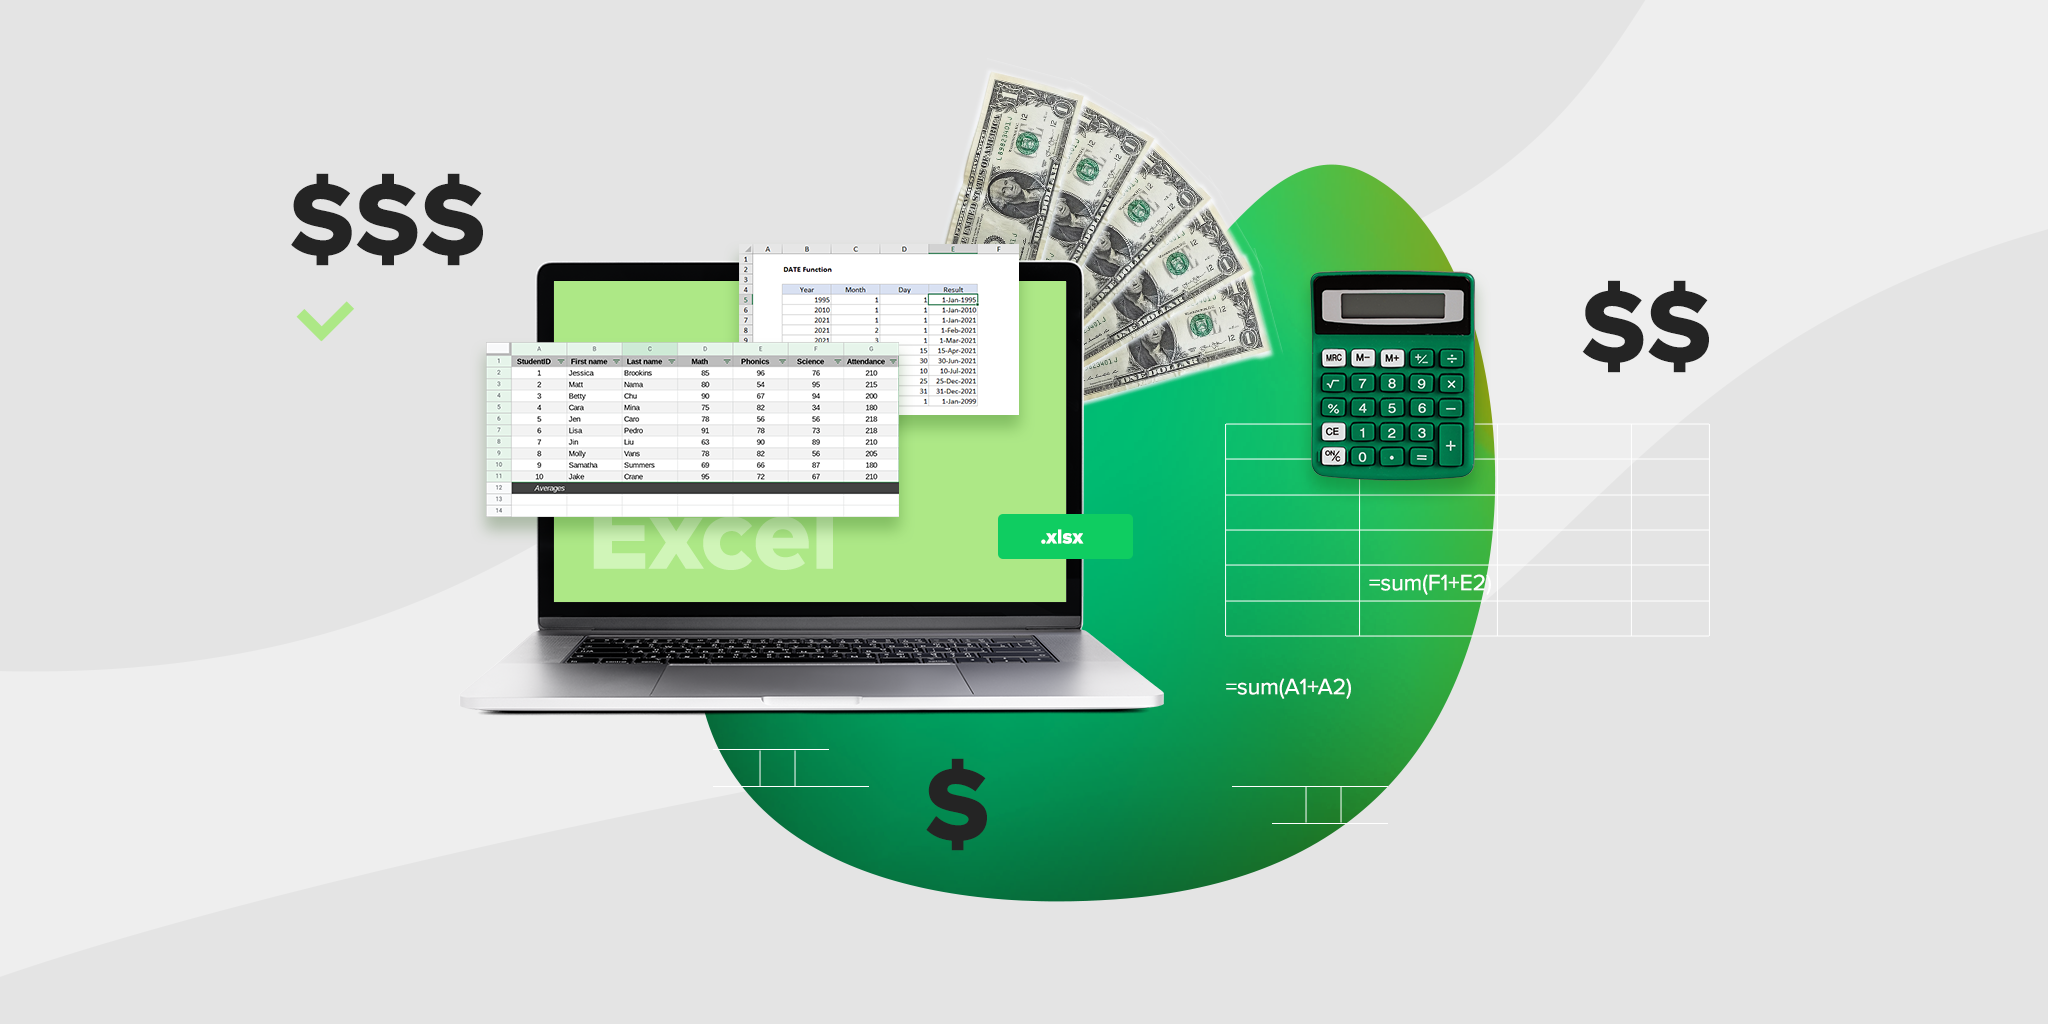 $$$
A B C D E F
1
2 DATE Function
3
4 Year Month Day Result
5 1995 1 1 1-Jan-1995
6 2010 1 1 1-Jan-2010
7 2021 1 1 1-Jan-2021
8 2021 2 1 1-Feb-2021
9 2021 3 1 1-Mar-2021
15 15-Apr-2021
30 30-Jun-2021
10 10-Jul-2021
25 25-Dec-2021
31 31-Dec-2021
1 1-Jan-2099
A B C D E F G
1 StudentID First name Last name Math Phonics Science Attendance
2 1 Jessica Brookins 85 96 76 210
3 2 Matt Nama 80 54 95 215
4 3 Betty Chu 90 67 94 200
5 4 Cara Mina 75 82 34 180
6 5 Jen Caro 78 56 56 218
7 6 Lisa Pedro 91 78 73 218
8 7 Jin Liu 63 90 89 210
9 8 Molly Vans 78 82 56 205
10 9 Samatha Summers 69 66 87 180
11 10 Jake Crane 95 72 67 210
12 Averages
13
14
Excel
.xlsx
$$
MRC M− M+ +/− ÷
√ 7 8 9 ×
% 4 5 6 −
CE 1 2 3 +
ON/C 0 . =
=sum(F1+E2)
=sum(A1+A2)
$